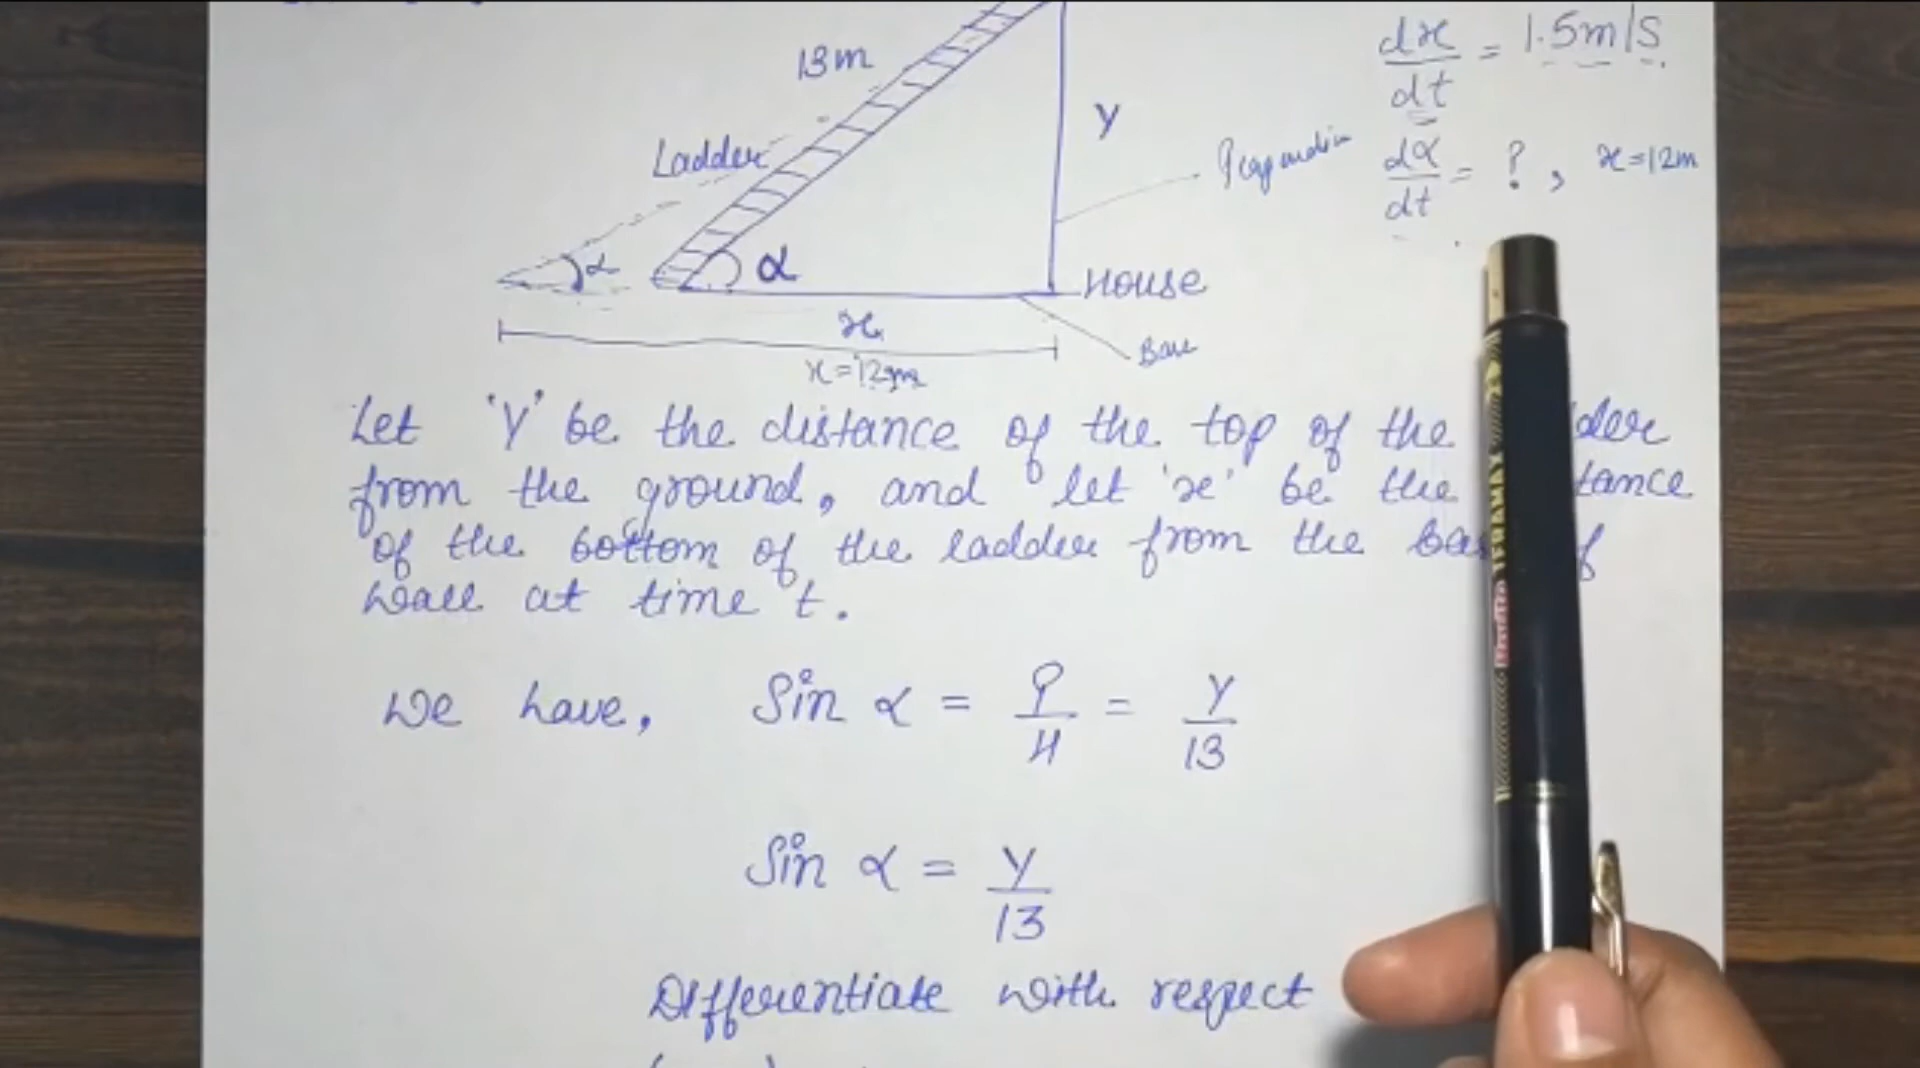 13m
dx/dt = 1.5m/s
Ladder
y
dα/dt = ? , x=12m
α
α
House
x
x=12m
Base
Let 'y' be the distance of the top of the
from the ground, and let 'x' be the
of the bottom of the ladder from the
wall at time t.
We have, Sin α = P/H = y/13
Sin α = y/13
Differentiate with respect